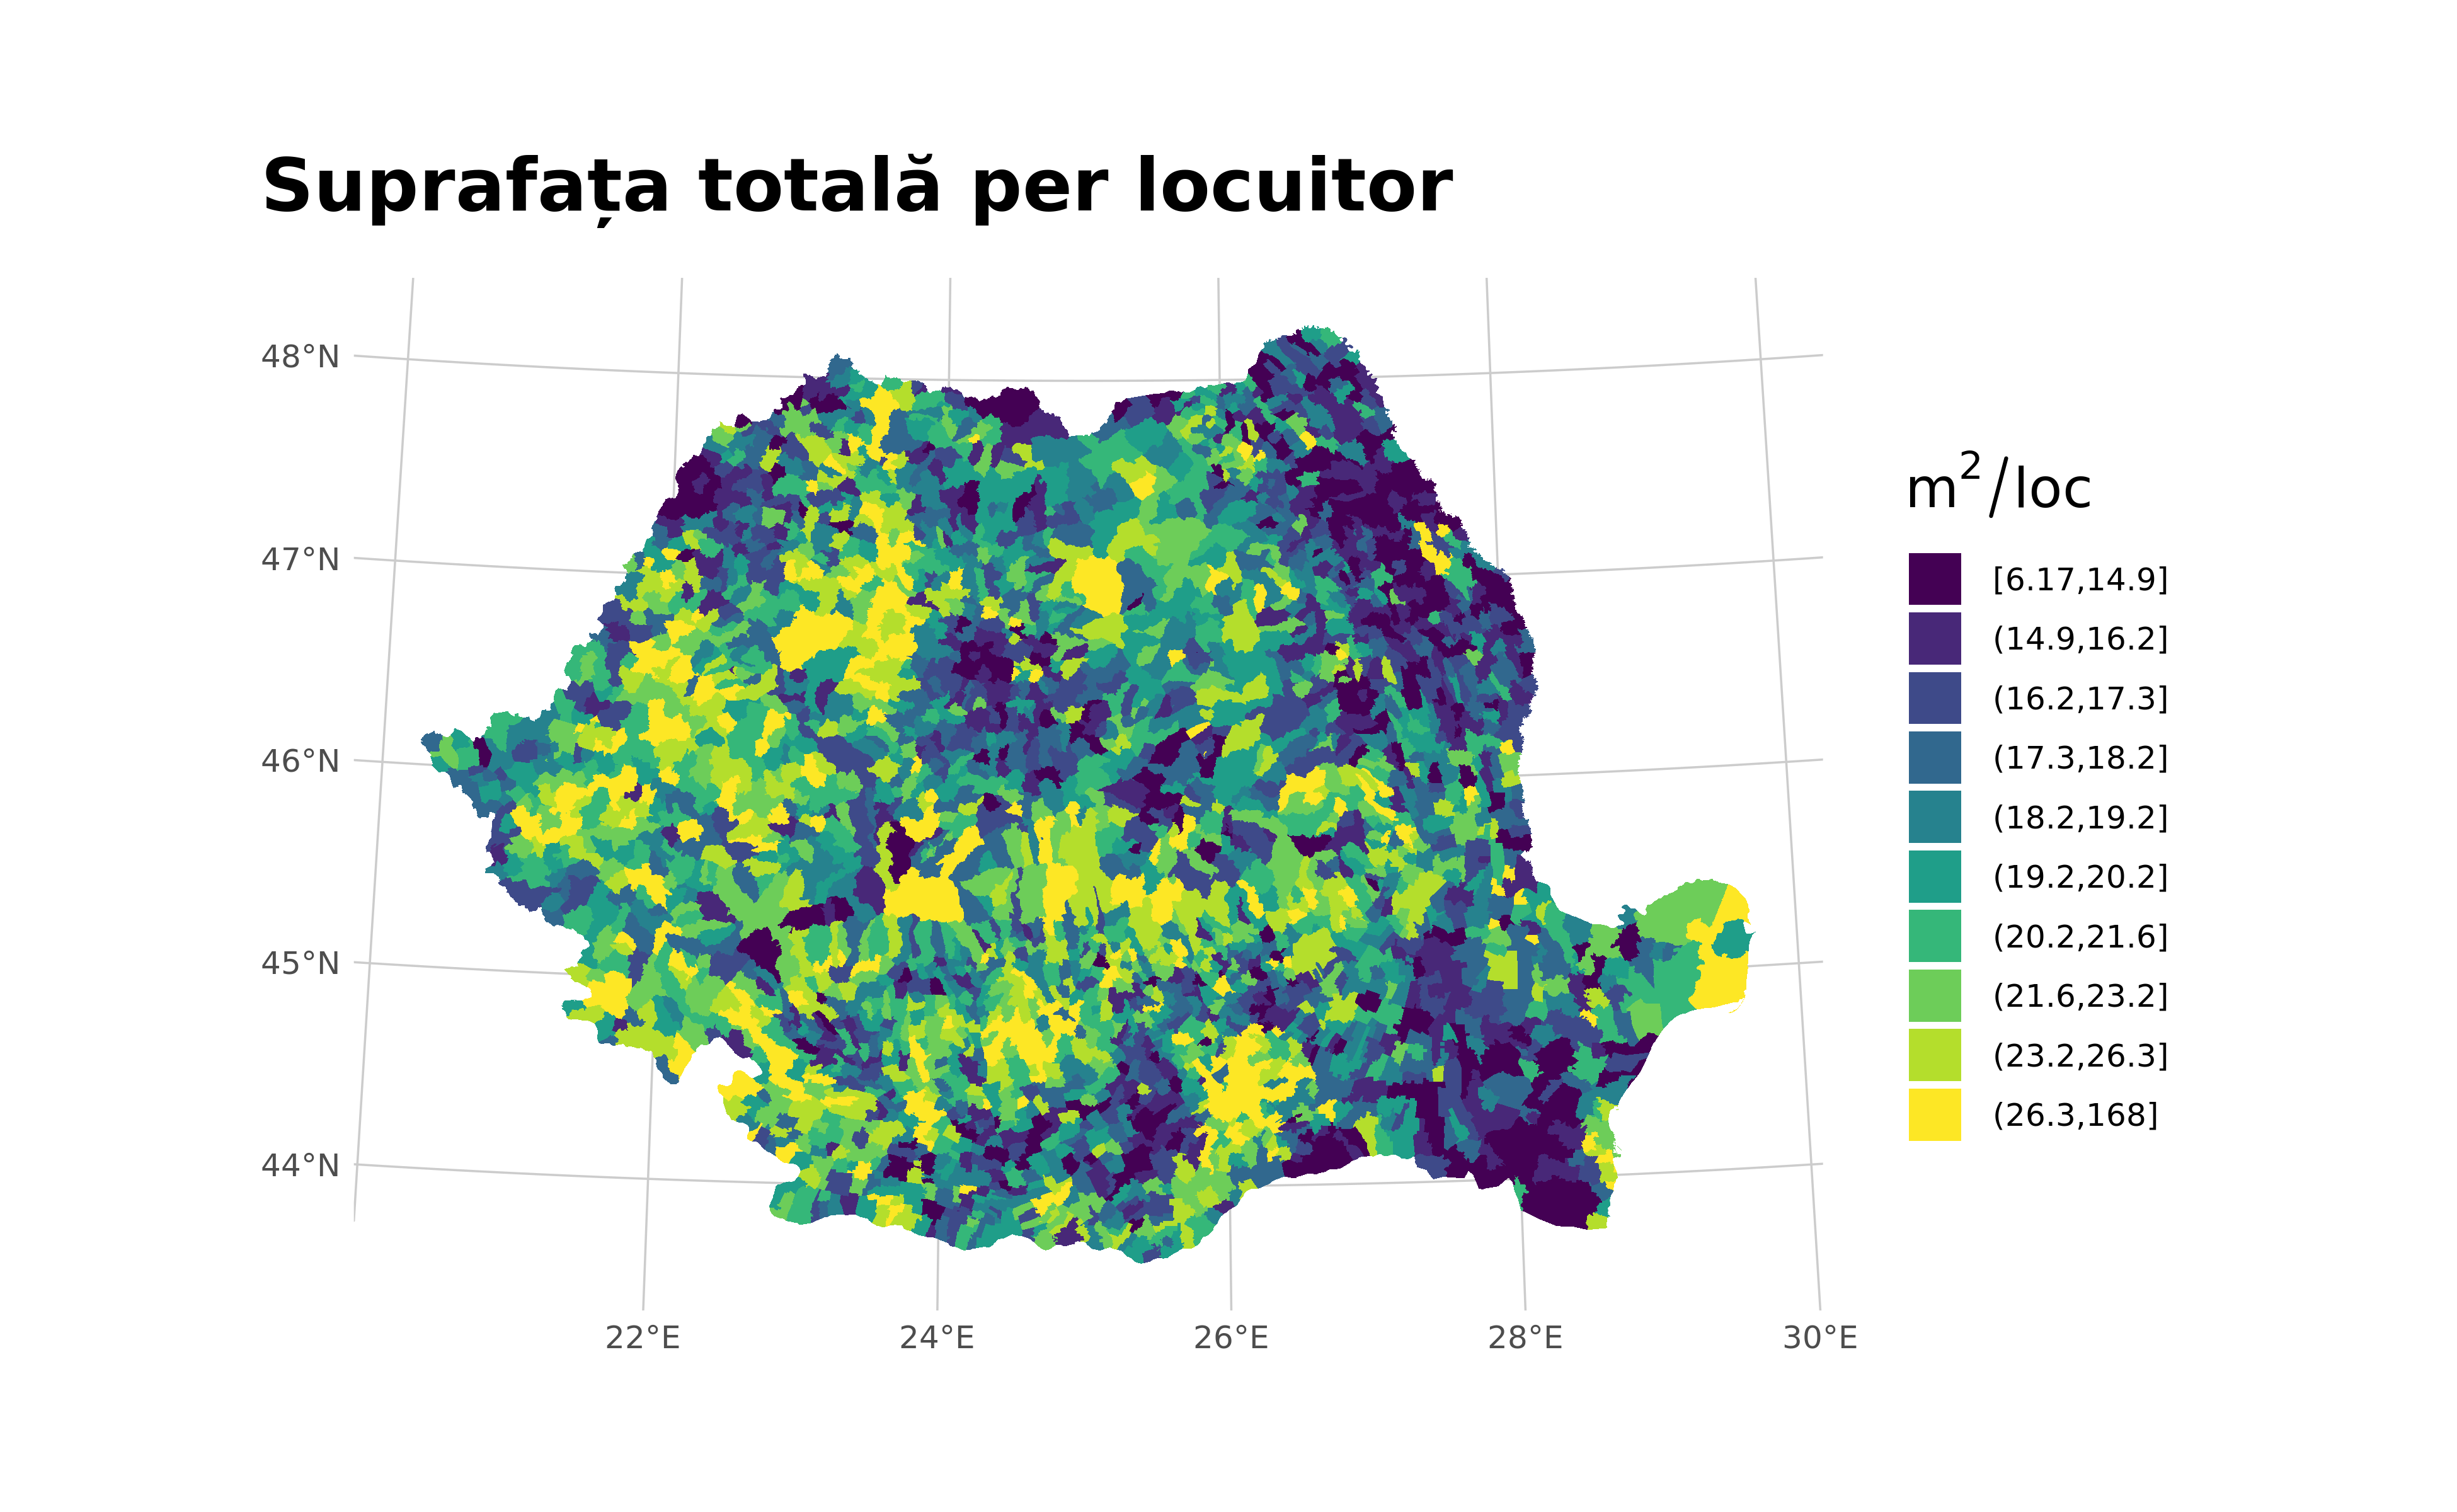 Suprafața totală per locuitor
48°N
47°N
46°N
45°N
44°N
22°E
24°E
26°E
28°E
30°E
m²/loc
[6.17,14.9]
(14.9,16.2]
(16.2,17.3]
(17.3,18.2]
(18.2,19.2]
(19.2,20.2]
(20.2,21.6]
(21.6,23.2]
(23.2,26.3]
(26.3,168]